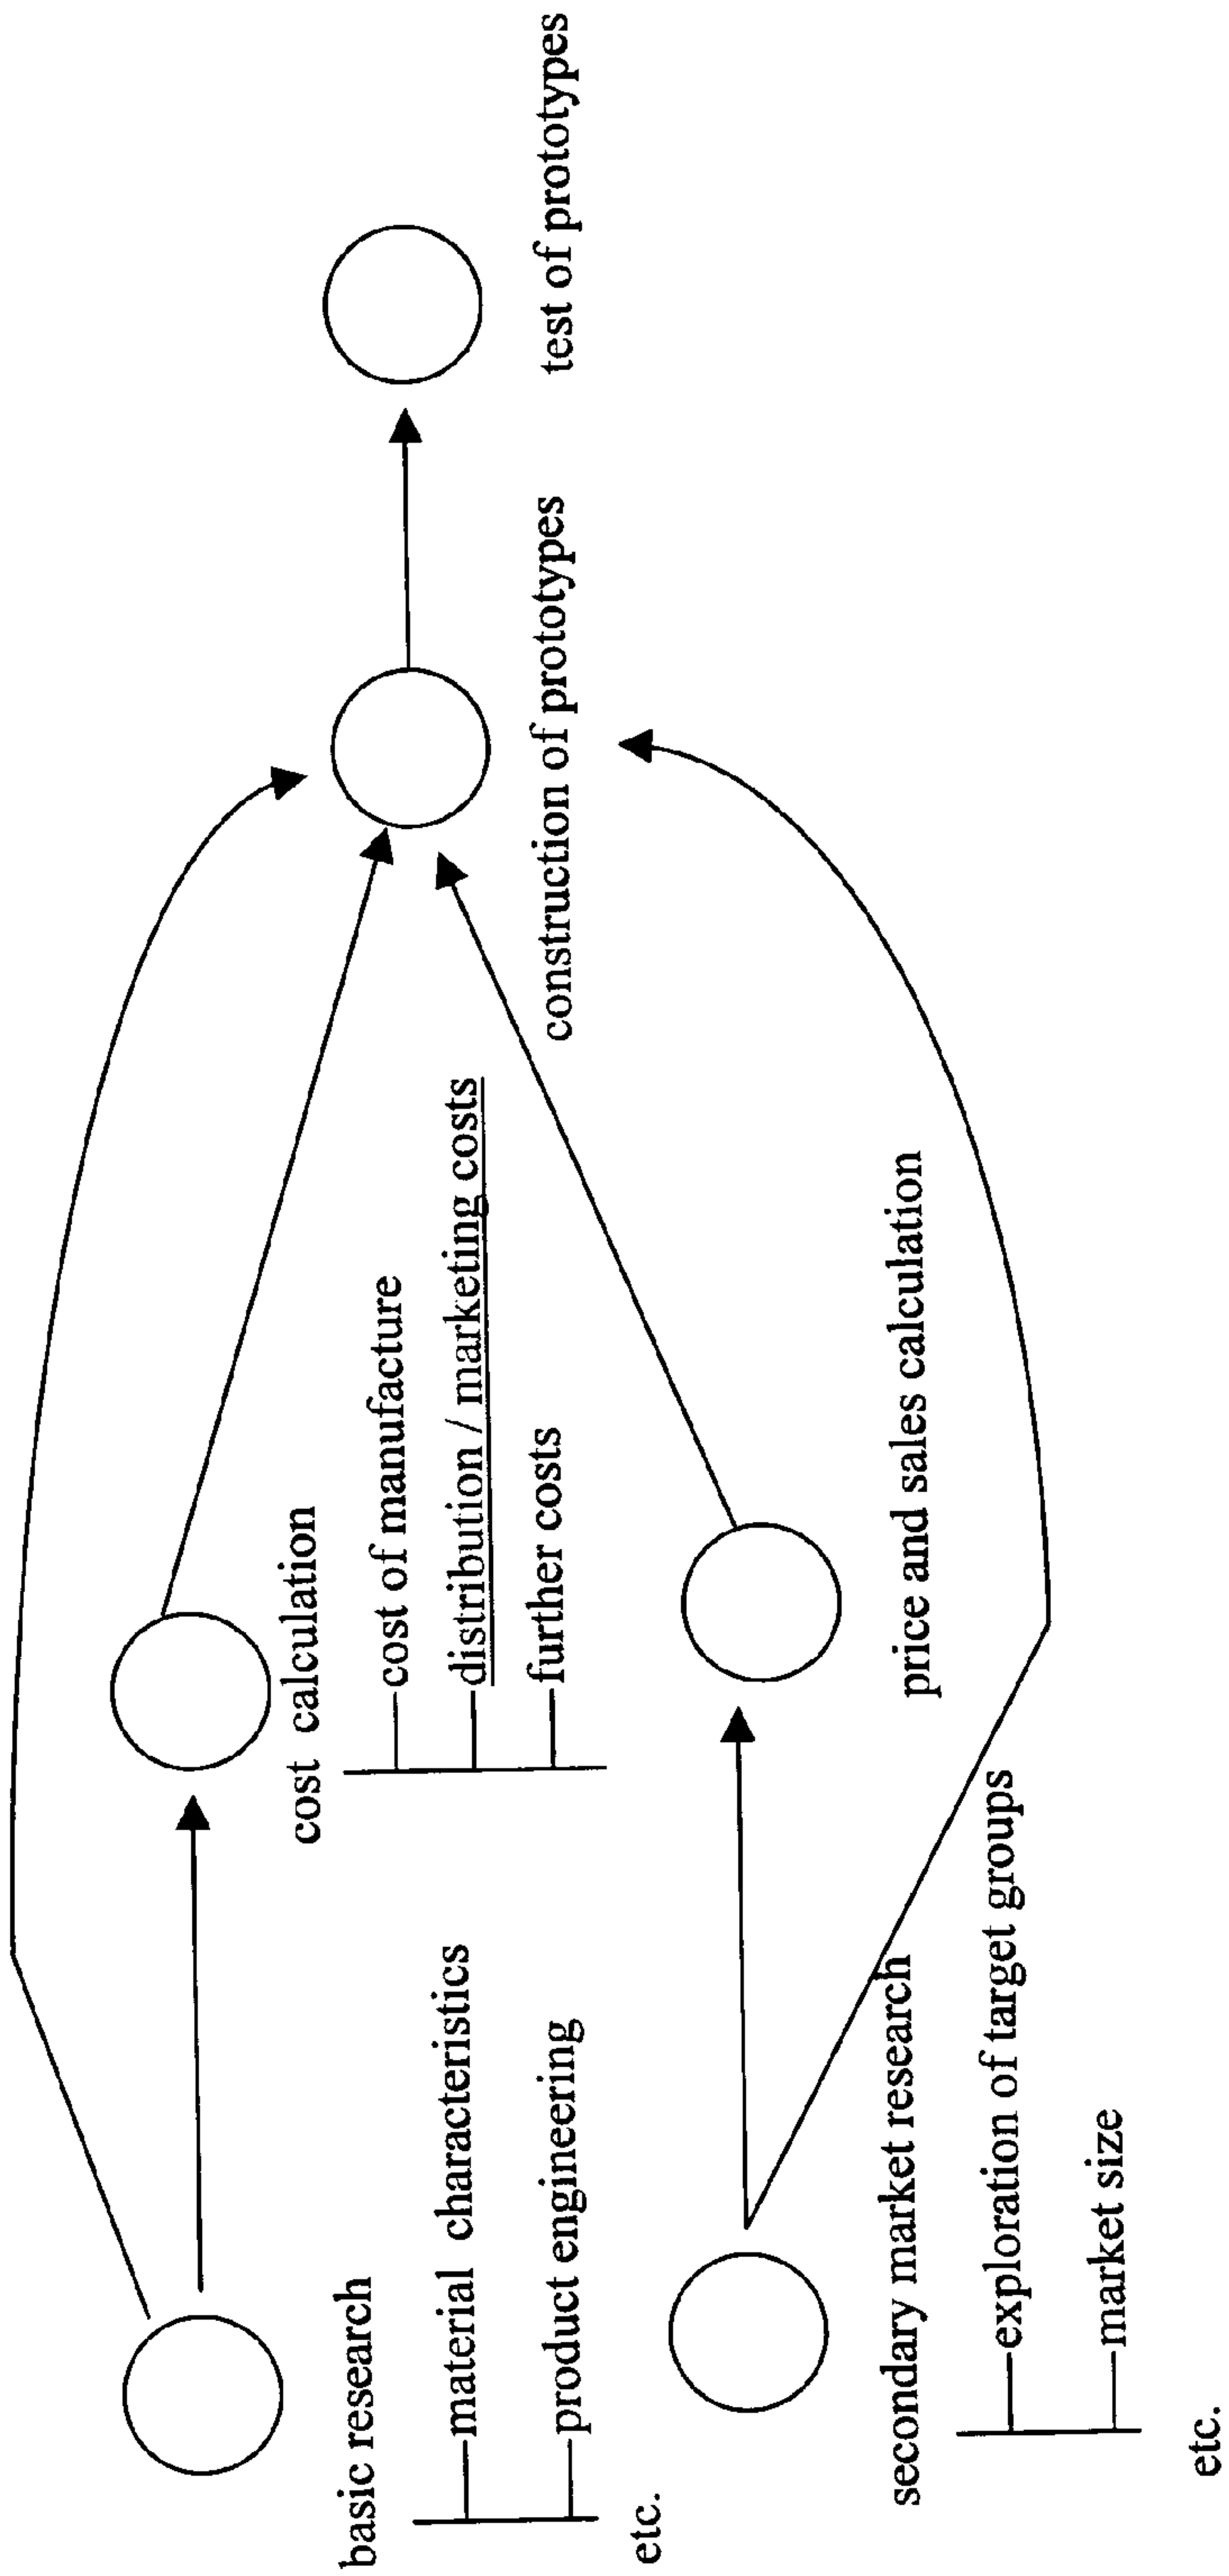 basic research
material characteristics
product engineering
etc.
cost calculation
cost of manufacture
distribution / marketing costs
further costs
secondary market research
exploration of target groups
market size
etc.
price and sales calculation
construction of prototypes
test of prototypes